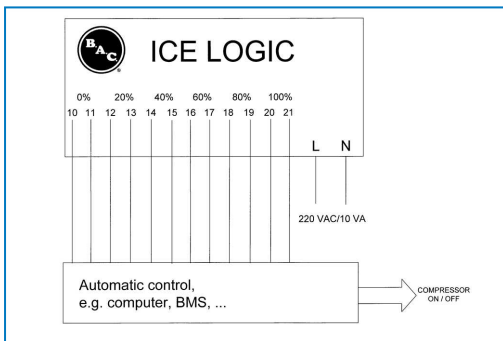 B.A.C. ®
ICE LOGIC
0% 20% 40% 60% 80% 100%
10 11 12 13 14 15 16 17 18 19 20 21
L N
220 VAC/10 VA
Automatic control,
e.g. computer, BMS, ...
COMPRESSOR
ON / OFF